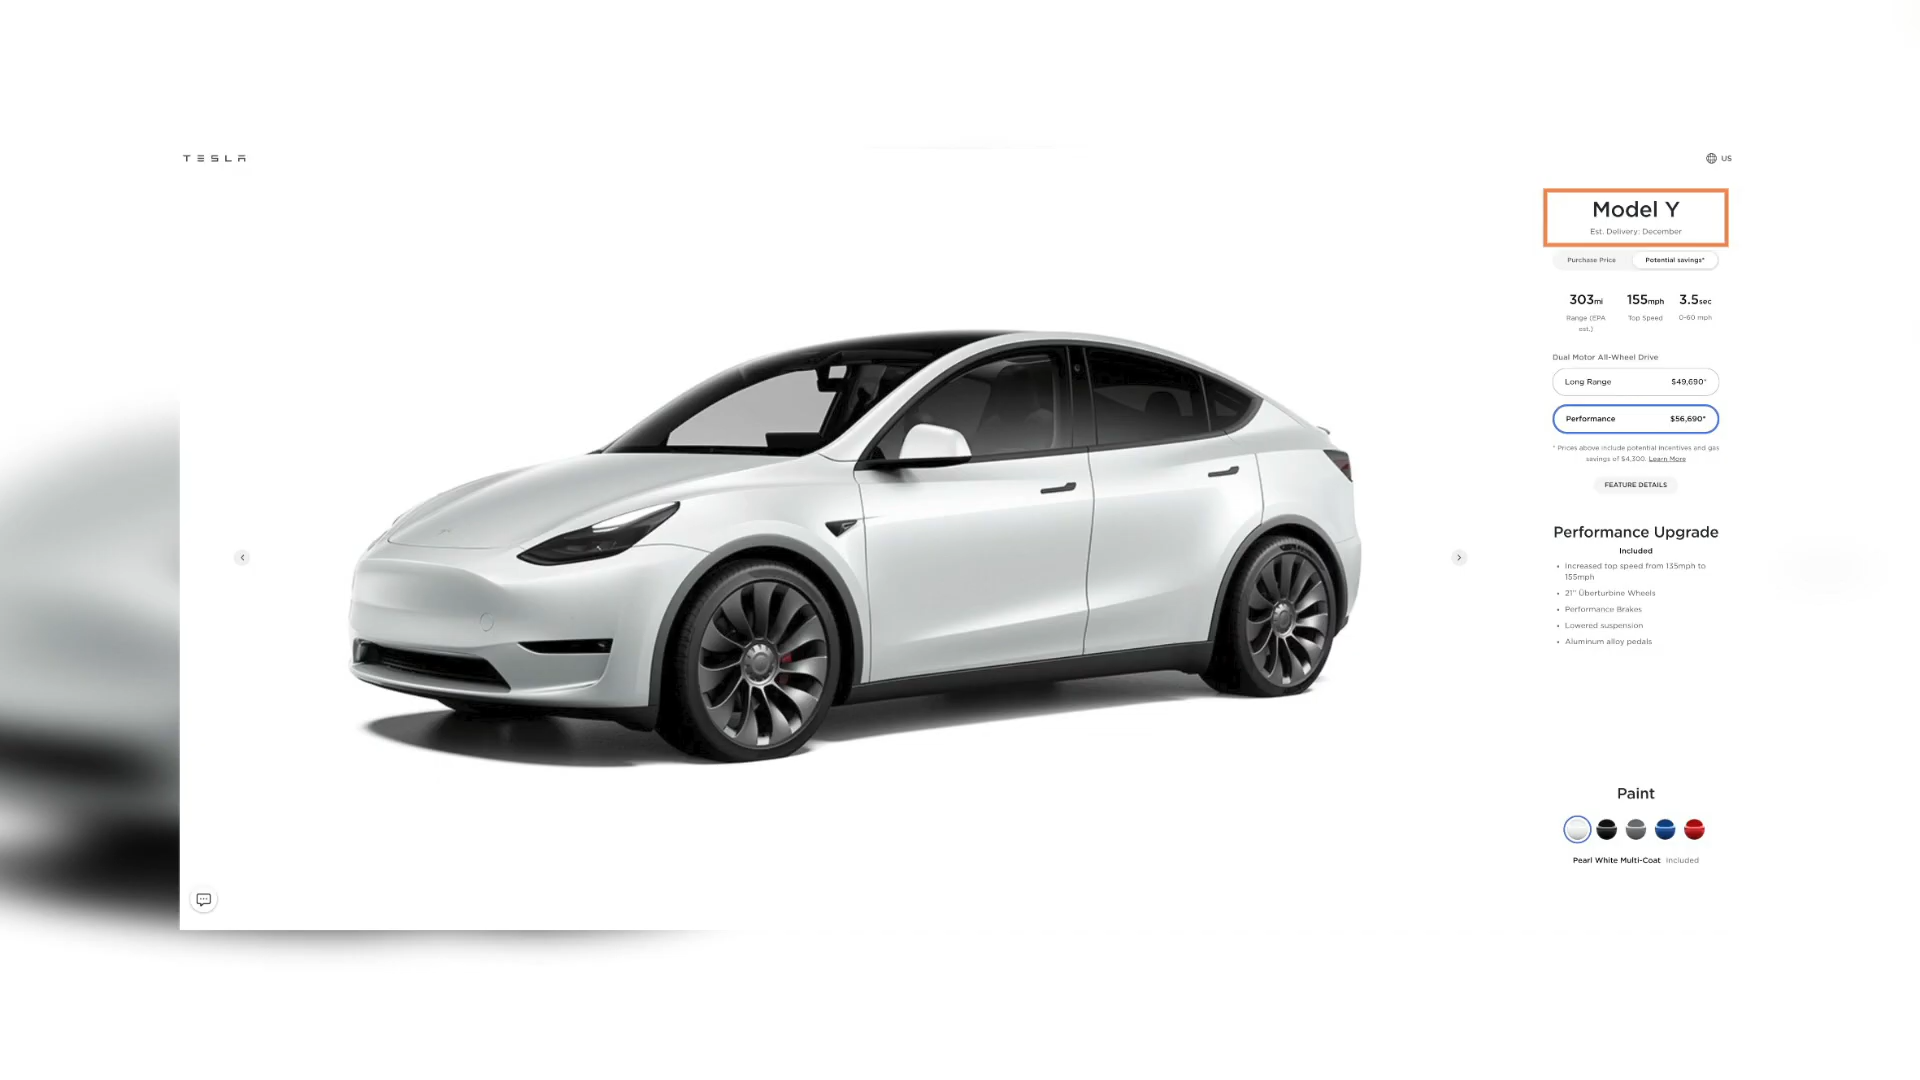 TESLA
US
Model Y
Est. Delivery: December
Purchase Price
Potential savings*
303mi
155mph
3.5sec
Range (EPA
est.)
Top Speed
0-60 mph
Dual Motor All-Wheel Drive
Long Range $49,690*
Performance $56,690*
* Prices above include potential incentives and gas
savings of $4,300. Learn More
FEATURE DETAILS
Performance Upgrade
Included
• Increased top speed from 135mph to
155mph
• 21" Überturbine Wheels
• Performance Brakes
• Lowered suspension
• Aluminum alloy pedals
Paint
Pearl White Multi-Coat Included